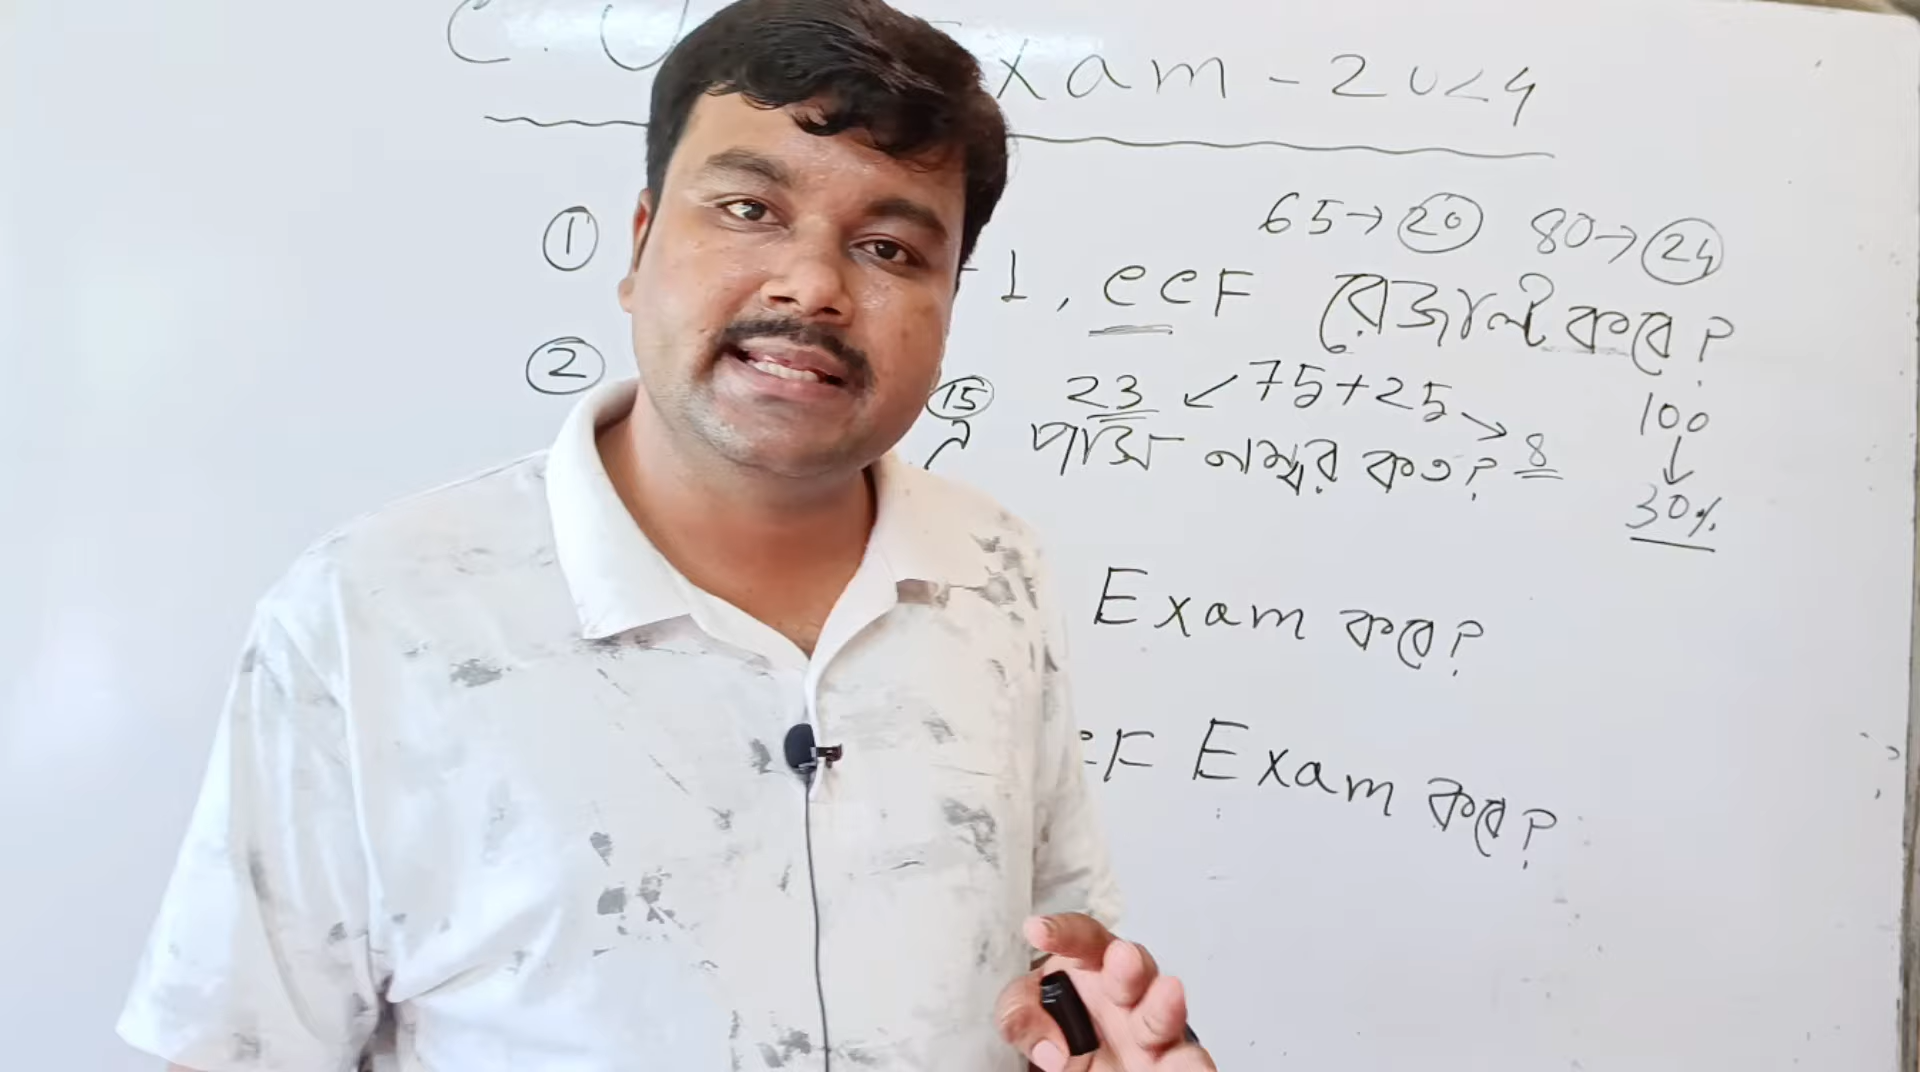 C. U Exam - 2024
65→20 80→24
① -1, ccF রেজাল্ট কবে?
② 15 23 ↙ 75+25 ↘ 8 100
এ পাস নম্বর কত?
↓
30%
Exam কবে?
cF Exam কবে?